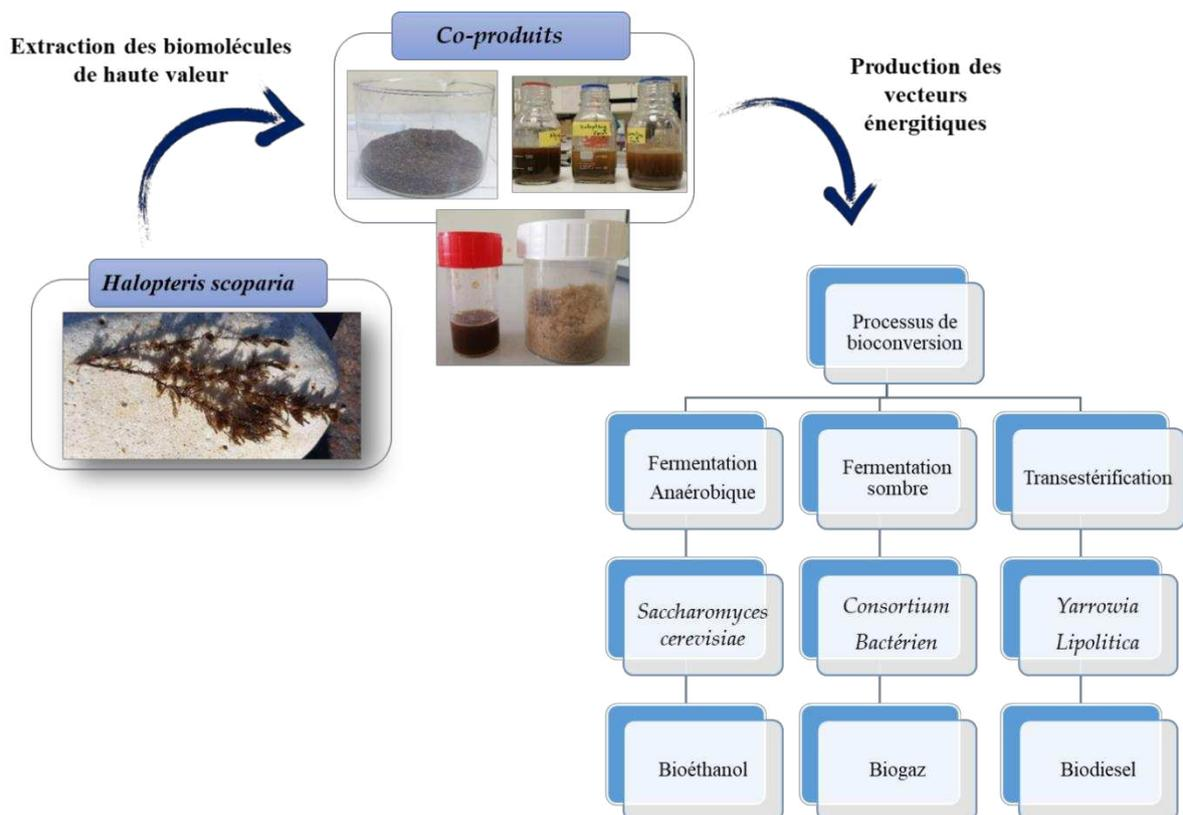 Extraction des biomolécules
de haute valeur
Co-produits
Production des
vecteurs
énergitiques
Halopteris scoparia
Processus de
bioconversion
Fermentation
Anaérobique
Fermentation
sombre
Transestérification
Saccharomyces
cerevisiae
Consortium
Bactérien
Yarrowia
Lipolitica
Bioéthanol
Biogaz
Biodiesel